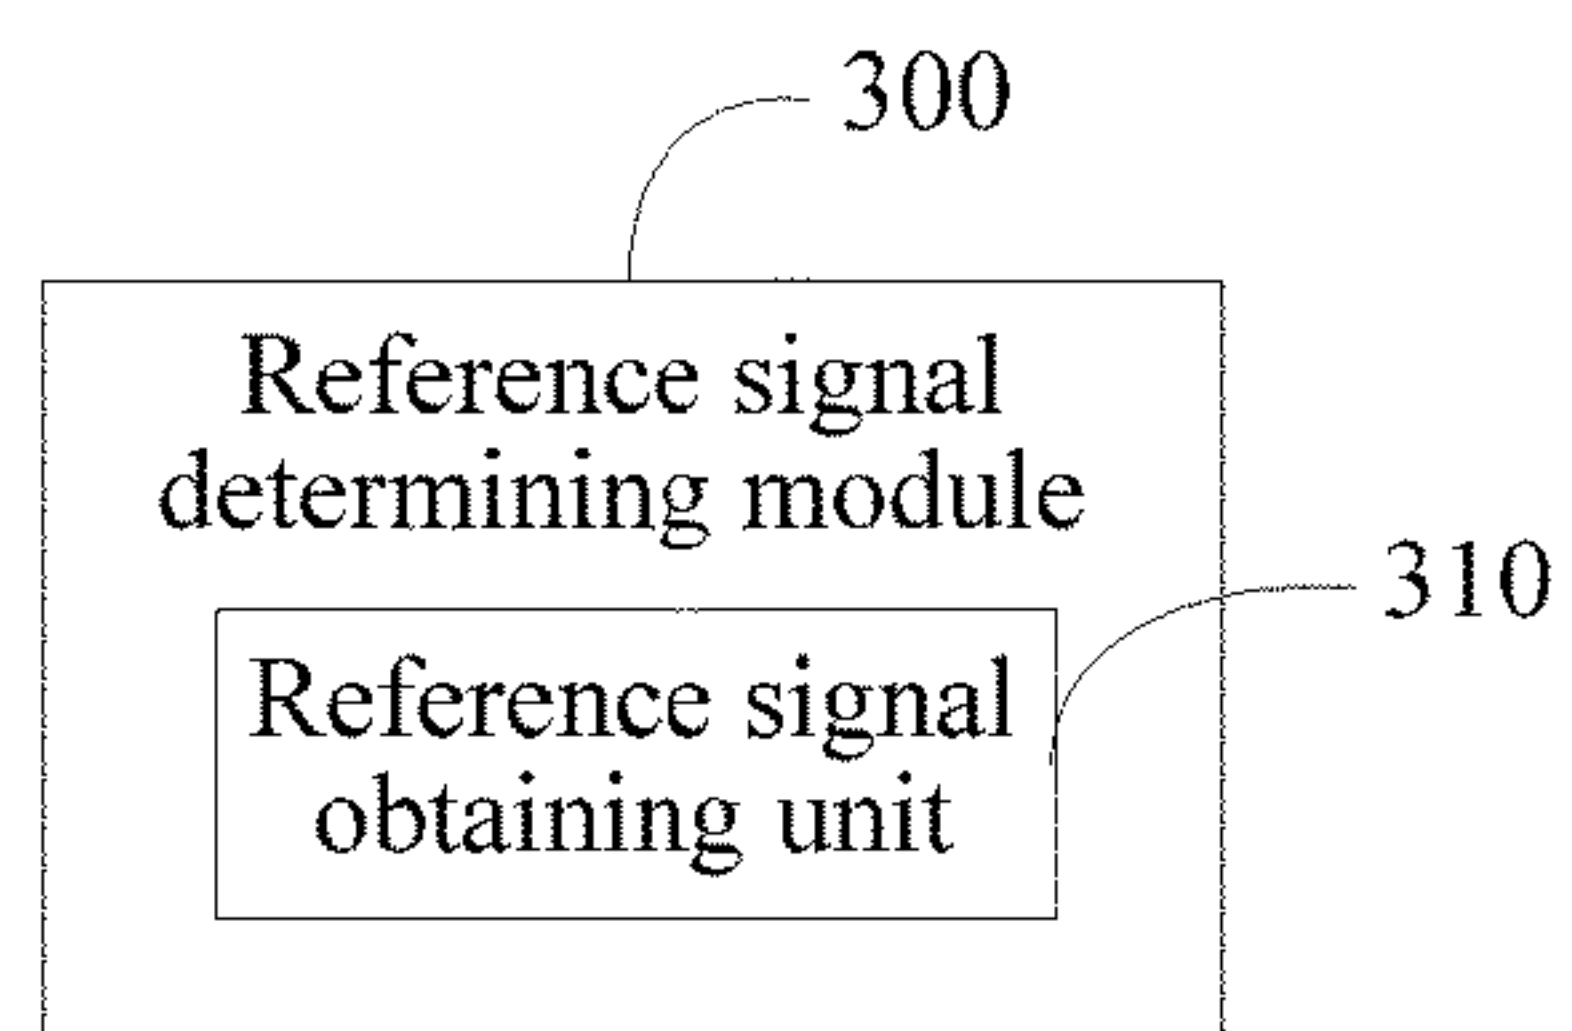 300
Reference signal
determining module
310
Reference signal
obtaining unit